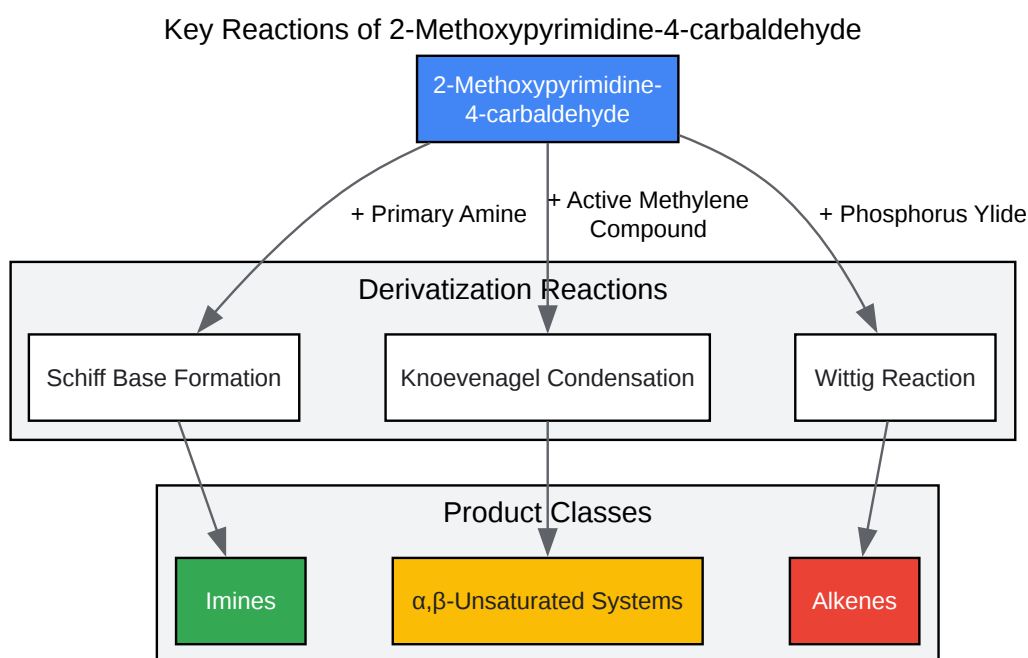 Key Reactions of 2-Methoxypyrimidine-4-carbaldehyde
2-Methoxypyrimidine-
4-carbaldehyde
+ Primary Amine
+ Active Methylene
Compound
+ Phosphorus Ylide
Derivatization Reactions
Schiff Base Formation
Knoevenagel Condensation
Wittig Reaction
Product Classes
Imines
α,β-Unsaturated Systems
Alkenes